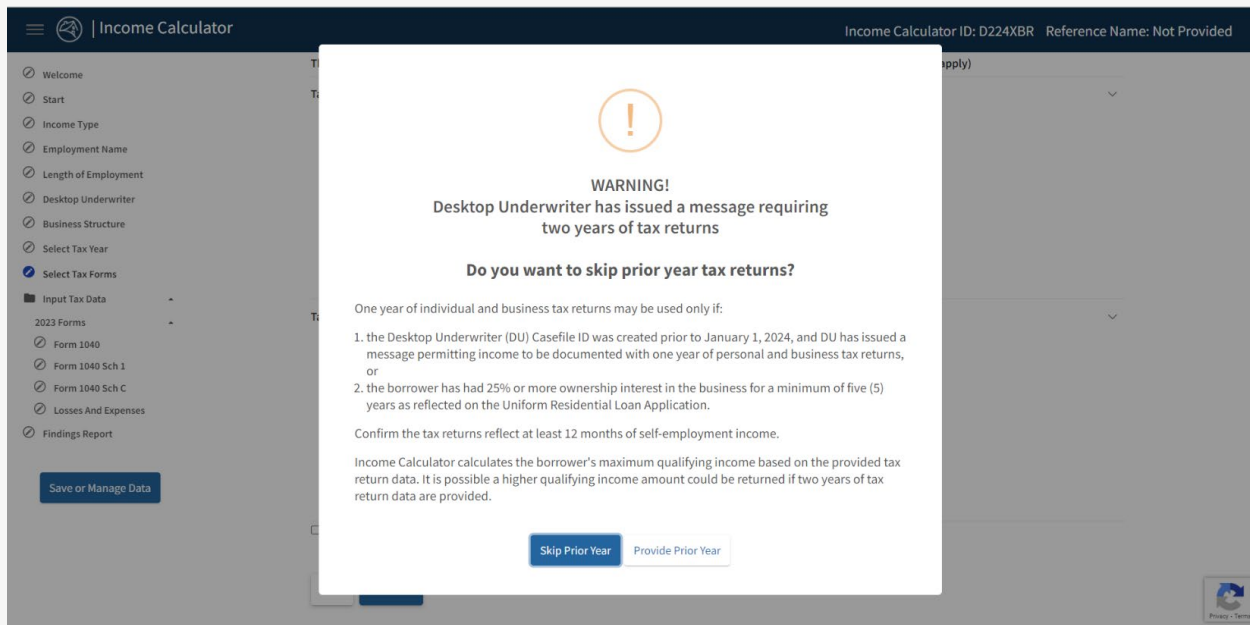 | Income Calculator
Income Calculator ID: D224XBR Reference Name: Not Provided
Welcome
Start
Income Type
Employment Name
Length of Employment
Desktop Underwriter
Business Structure
Select Tax Year
Select Tax Forms
Input Tax Data
2023 Forms
Form 1040
Form 1040 Sch 1
Form 1040 Sch C
Losses And Expenses
Findings Report
Save or Manage Data
apply)
!
WARNING!
Desktop Underwriter has issued a message requiring
two years of tax returns
Do you want to skip prior year tax returns?
One year of individual and business tax returns may be used only if:
1. the Desktop Underwriter (DU) Casefile ID was created prior to January 1, 2024, and DU has issued a
message permitting income to be documented with one year of personal and business tax returns,
or
2. the borrower has had 25% or more ownership interest in the business for a minimum of five (5)
years as reflected on the Uniform Residential Loan Application.
Confirm the tax returns reflect at least 12 months of self-employment income.
Income Calculator calculates the borrower's maximum qualifying income based on the provided tax
return data. It is possible a higher qualifying income amount could be returned if two years of tax
return data are provided.
Skip Prior Year Provide Prior Year
Privacy - Terms